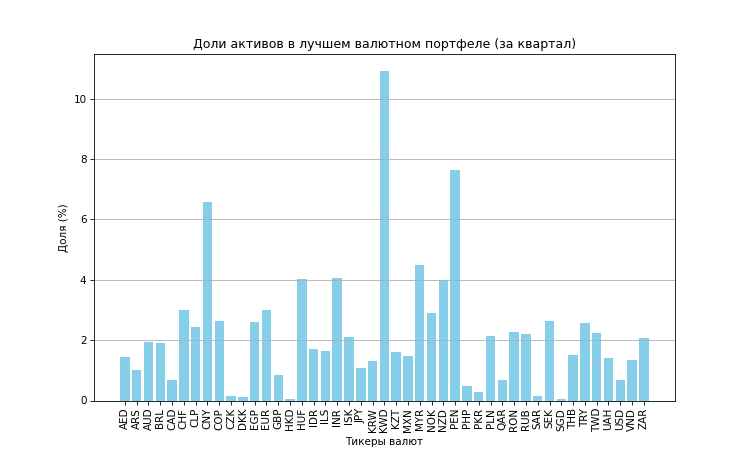 Доли активов в лучшем валютном портфеле (за квартал)
Доля (%)
10
8
6
4
2
0
AED ARS AUD BRL CAD CHF CLP CNY COP CZK DKK EGP EUR GBP HKD HUF IDR ILS INR ISK JPY KRW KWD KZT MXN MYR NOK NZD PEN PHP PKR PLN QAR RON RUB SAR SEK SGD THB TRY TWD UAH USD VND ZAR
Тикеры валют